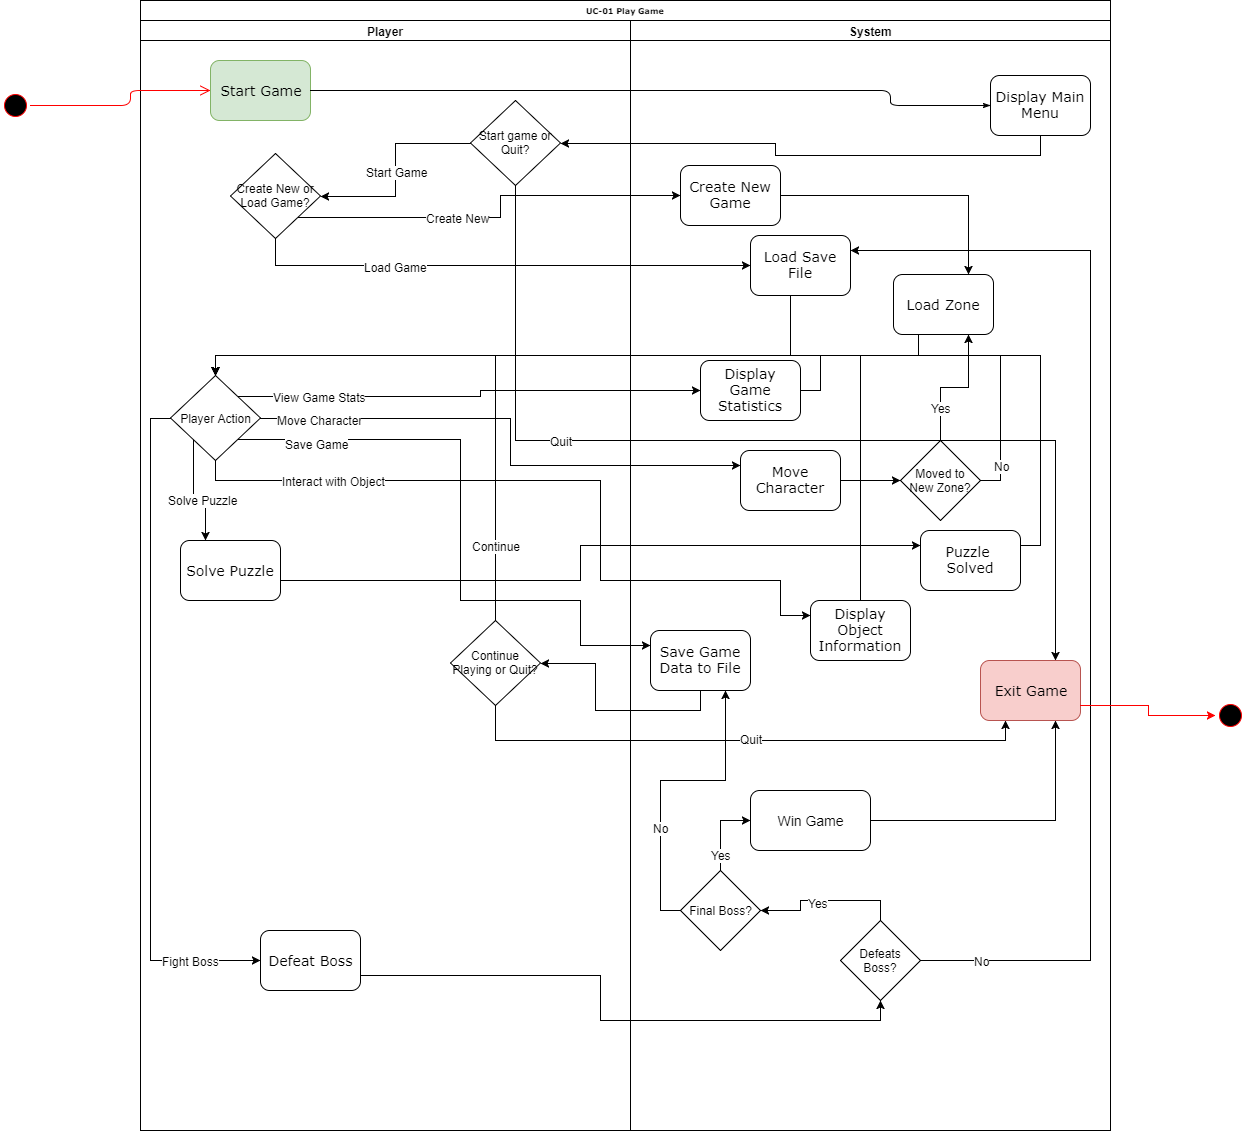 UC-01 Play Game
Player
System
Start Game
Display Main
Menu
Start game or
Quit?
Start Game
Create New or
Load Game?
Create New
Create New
Game
Load Game
Load Save
File
Load Zone
Player Action
View Game Stats
Display
Game
Statistics
Move Character
Save Game
Quit
Yes
Interact with Object
Move
Character
Moved to
New Zone?
No
Solve Puzzle
Solve Puzzle
Continue
Puzzle
Solved
Display
Object
Information
Continue
Playing or Quit?
Save Game
Data to File
Exit Game
Quit
No
Yes
Win Game
Final Boss?
Yes
Defeats
Boss?
No
Fight Boss
Defeat Boss